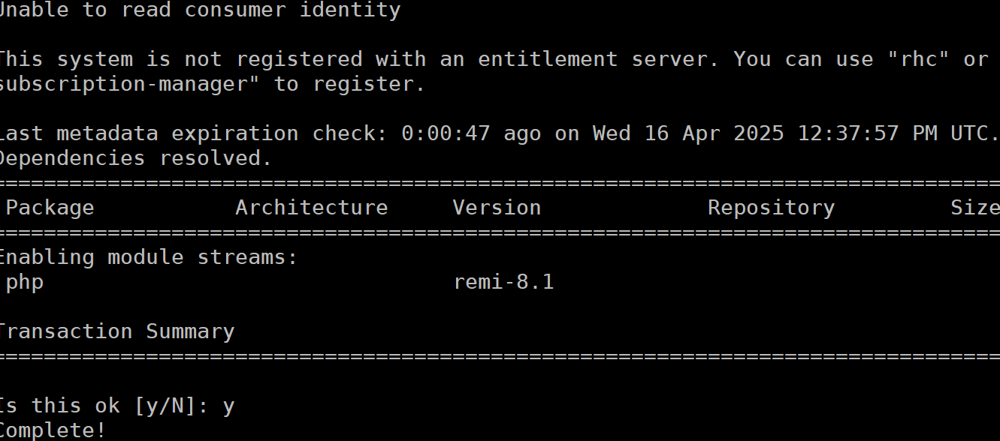 Unable to read consumer identity
This system is not registered with an entitlement server. You can use "rhc" or
subscription-manager" to register.
Last metadata expiration check: 0:00:47 ago on Wed 16 Apr 2025 12:37:57 PM UTC.
Dependencies resolved.
================================================================================
Package Architecture Version Repository Size
================================================================================
Enabling module streams:
php remi-8.1
Transaction Summary
================================================================================
Is this ok [y/N]: y
Complete!